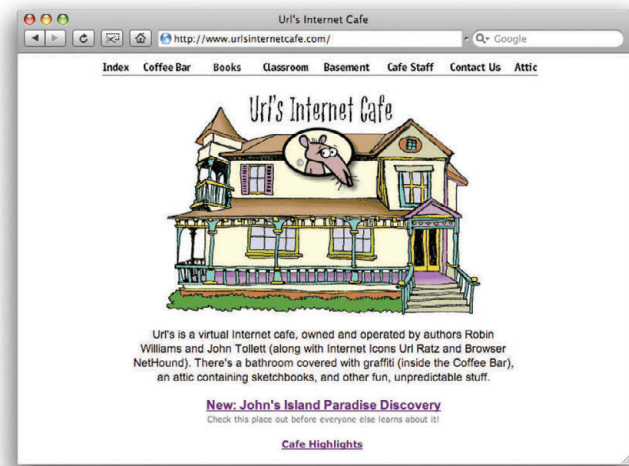 Url's Internet Cafe
http://www.urlsinternetcafe.com/
Google
Index Coffee Bar Books Classroom Basement Cafe Staff Contact Us Attic
Url's Internet Cafe
©
Url's is a virtual Internet cafe, owned and operated by authors Robin
Williams and John Tollett (along with Internet Icons Url Ratz and Browser
NetHound). There's a bathroom covered with graffiti (inside the Coffee Bar),
an attic containing sketchbooks, and other fun, unpredictable stuff.
New: John's Island Paradise Discovery
Check this place out before everyone else learns about it!
Cafe Highlights